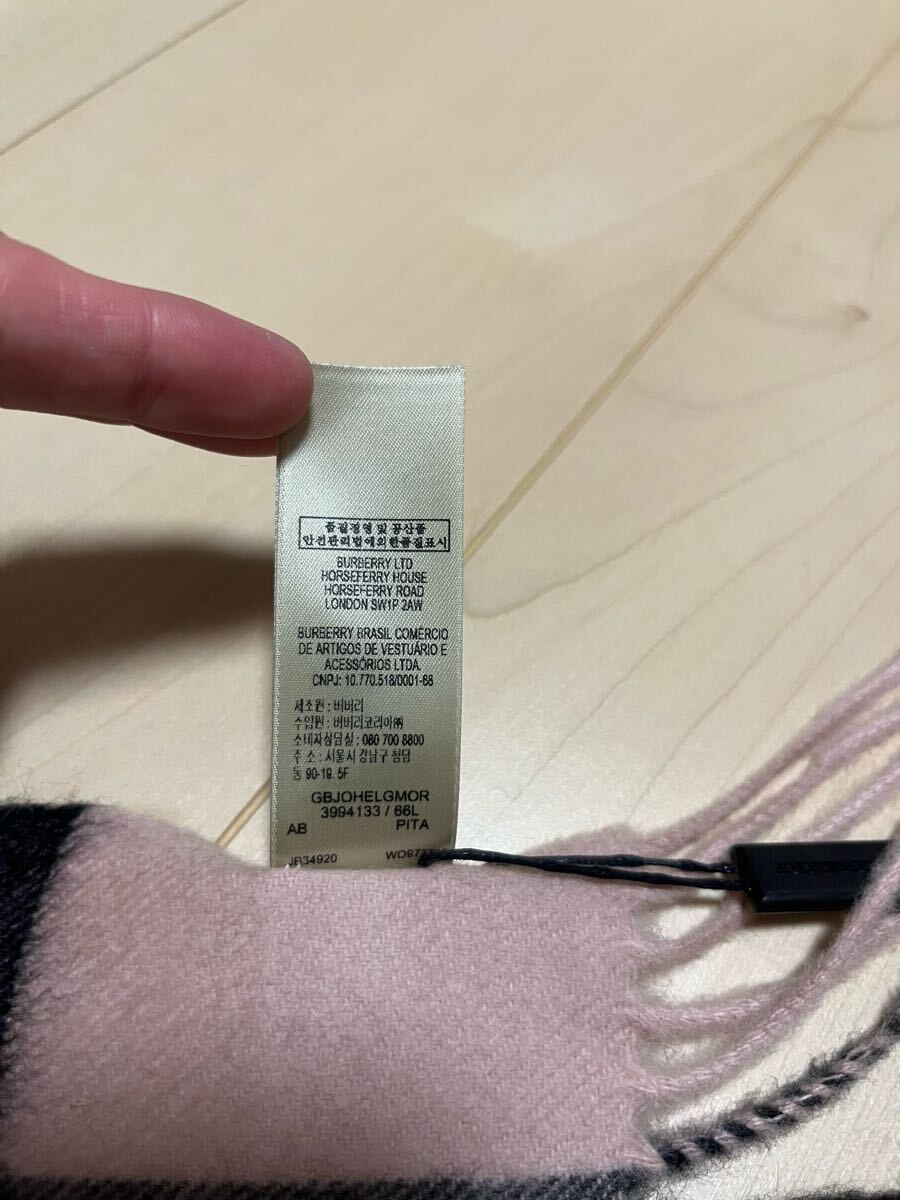 품질경영 및 공산품
안전관리법에의한품질표시
BURBERRY LTD
HORSEFERRY HOUSE
HORSEFERRY ROAD
LONDON SW1P 2AW
BURBERRY BRASIL COMÉRCIO
DE ARTIGOS DE VESTUÁRIO E
ACESSÓRIOS LTDA.
CNPJ: 10.770.518/0001-68
제조원 : 버버리
수입원 : 버버리코리아㈜
소비자상담실 : 080 700 8800
주 소 : 서울시 강남구 청담
동 90-19. 5F
GBJOHELGMOR
3994133 / 66L
AB PITA
JB34920